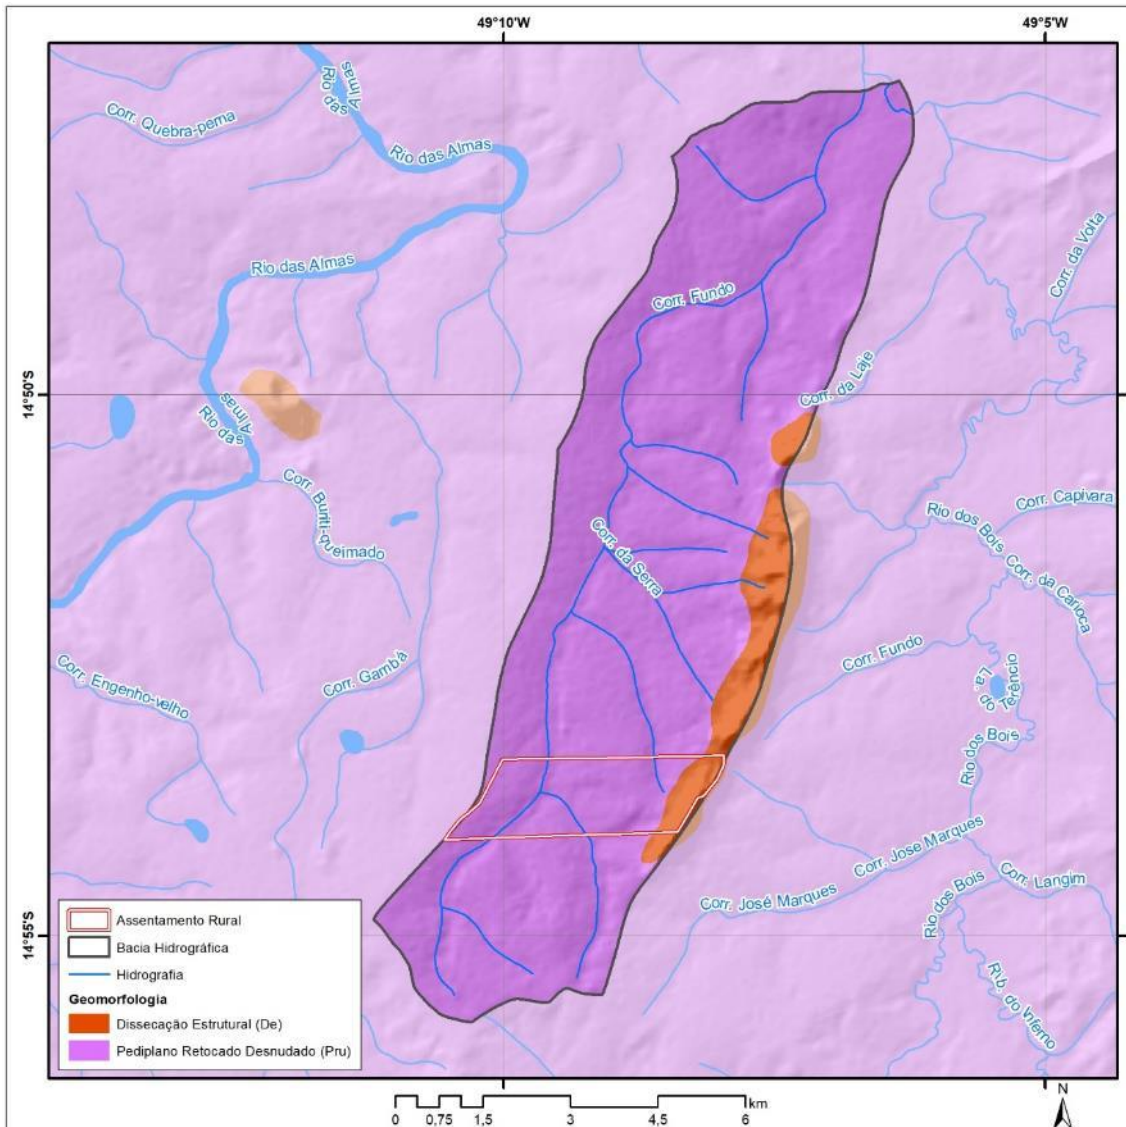 49°10'W
49°5'W
Rio das
Almas
Corr. Quebra-perna
Rio das Almas
Corr. da Volta
Rio das Almas
Corr. Fundo
Corr. da Laje
14°50'S
Rio das
Almas
Corr. Buriti-queimado
Corr. Capivara
Rio dos Bois
Corr. da Serra
Corr. da Carioca
Corr. Fundo
Corr. Gambá
La.
do Terêncio
Corr. Engenho-velho
Rio dos Bois
Corr. Jose Marques
Corr. José Marques
Rio dos Bois
Corr. Langim
14°55'S
Rib. do Inferno
Assentamento Rural
Bacia Hidrográfica
Hidrografia
Geomorfologia
Dissecação Estrutural (De)
Pediplano Retocado Desnudado (Pru)
km
0 0,75 1,5 3 4,5 6
N